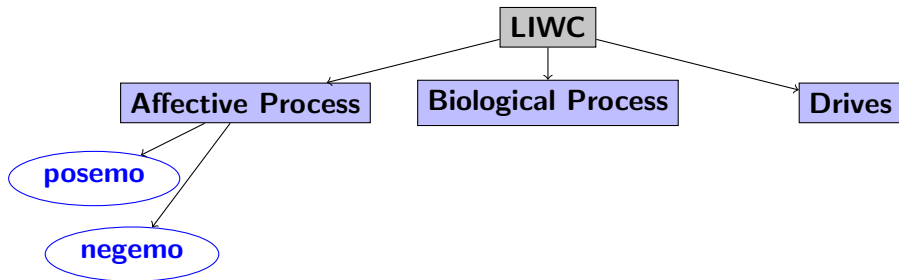 LIWC
Affective Process
Biological Process
Drives
posemo
negemo